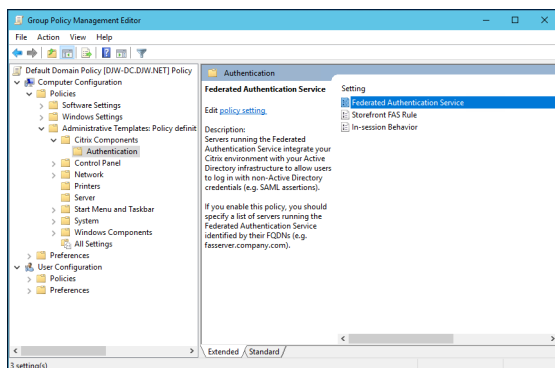 Group Policy Management Editor
File Action View Help
Default Domain Policy [DJW-DC.DJW.NET] Policy
Computer Configuration
Policies
Software Settings
Windows Settings
Administrative Templates: Policy definit
Citrix Components
Authentication
Control Panel
Network
Printers
Server
Start Menu and Taskbar
System
Windows Components
All Settings
Preferences
User Configuration
Policies
Preferences
Authentication
Federated Authentication Service
Edit policy setting.
Description:
Servers running the Federated
Authentication Service integrate your
Citrix environment with your Active
Directory infrastructure to allow users
to log in with non-Active Directory
credentials (e.g. SAML assertions).
If you enable this policy, you should
specify a list of servers running the
Federated Authentication Service
identified by their FQDNs (e.g.
fasserver.company.com).
Setting
Federated Authentication Service
Storefront FAS Rule
In-session Behavior
Extended Standard
3 setting(s)